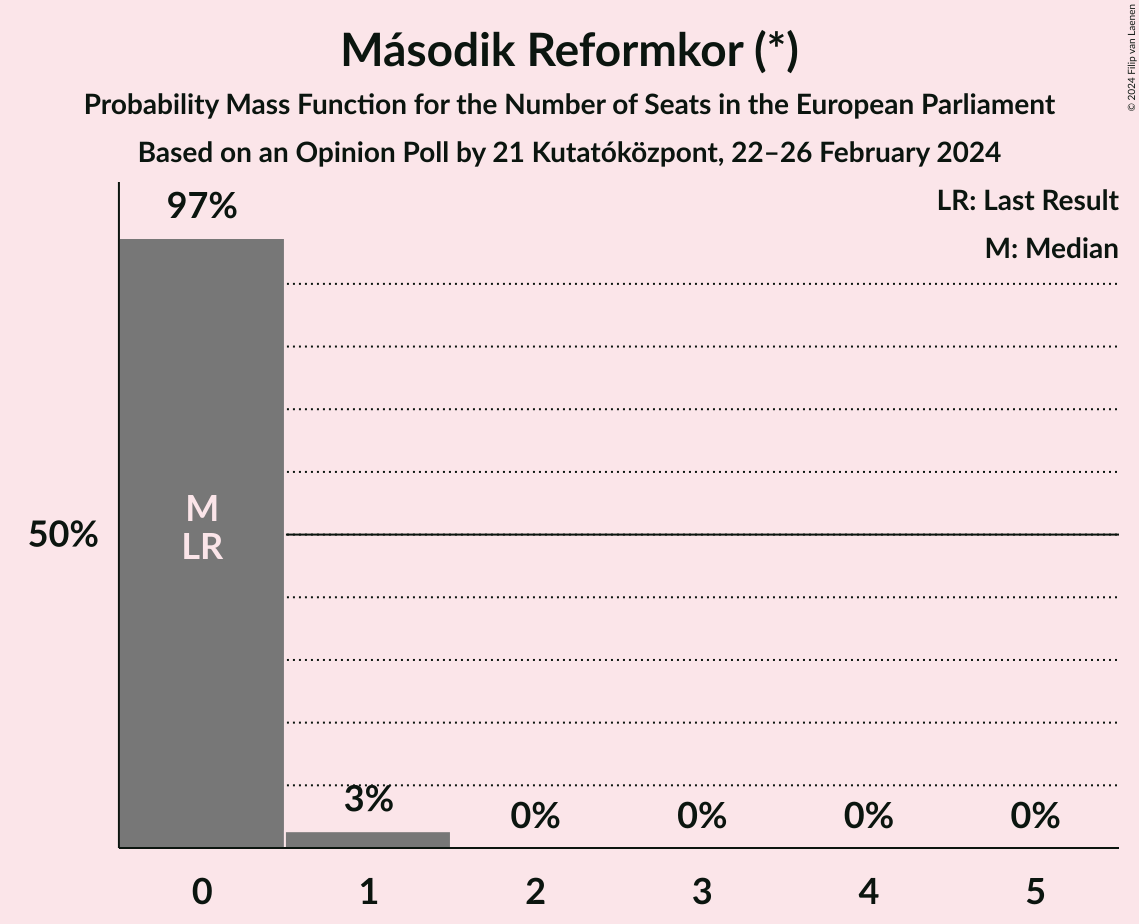 Második Reformkor (*)
Probability Mass Function for the Number of Seats in the European Parliament
Based on an Opinion Poll by 21 Kutatóközpont, 22–26 February 2024
© 2024 Filip van Laenen
LR: Last Result
M: Median
97%
M
LR
50%
3%
0%
0%
0%
0%
0
1
2
3
4
5